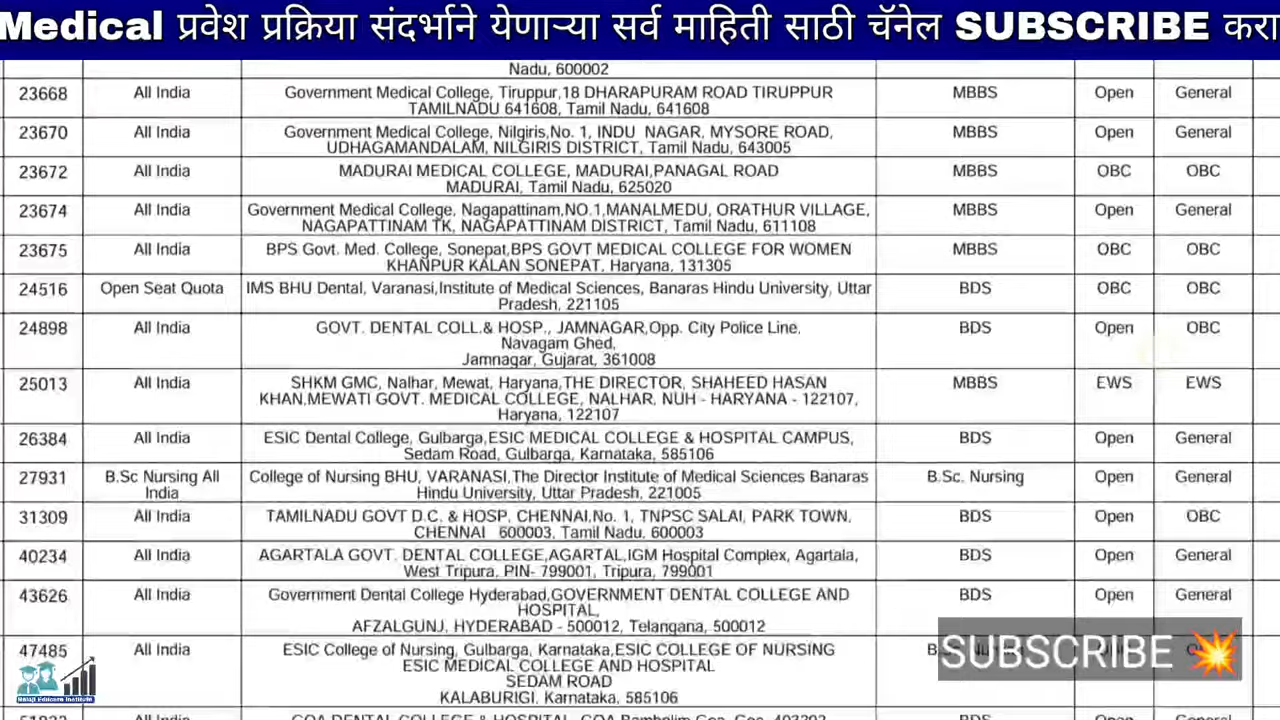 Medical प्रवेश प्रक्रिया संदर्भाने येणाऱ्या सर्व माहिती साठी चॅनेल SUBSCRIBE करा
Nadu, 600002
23668 All India Government Medical College, Tiruppur,18 DHARAPURAM ROAD TIRUPPUR MBBS Open General
TAMILNADU 641608, Tamil Nadu, 641608
23670 All India Government Medical College, Nilgiris,No. 1, INDU NAGAR, MYSORE ROAD, MBBS Open General
UDHAGAMANDALAM, NILGIRIS DISTRICT, Tamil Nadu, 643005
23672 All India MADURAI MEDICAL COLLEGE, MADURAI,PANAGAL ROAD MBBS OBC OBC
MADURAI, Tamil Nadu, 625020
23674 All India Government Medical College, Nagapattinam,NO.1,MANALMEDU, ORATHUR VILLAGE, MBBS Open General
NAGAPATTINAM TK, NAGAPATTINAM DISTRICT, Tamil Nadu, 611108
23675 All India BPS Govt. Med. College, Sonepat,BPS GOVT MEDICAL COLLEGE FOR WOMEN MBBS OBC OBC
KHANPUR KALAN SONEPAT, Haryana, 131305
24516 Open Seat Quota IMS BHU Dental, Varanasi,Institute of Medical Sciences, Banaras Hindu University, Uttar BDS OBC OBC
Pradesh, 221105
24898 All India GOVT. DENTAL COLL.& HOSP., JAMNAGAR,Opp. City Police Line, BDS Open OBC
Navagam Ghed,
Jamnagar, Gujarat, 361008
25013 All India SHKM GMC, Nalhar, Mewat, Haryana,THE DIRECTOR, SHAHEED HASAN MBBS EWS EWS
KHAN,MEWATI GOVT. MEDICAL COLLEGE, NALHAR, NUH - HARYANA - 122107,
Haryana, 122107
26384 All India ESIC Dental College, Gulbarga,ESIC MEDICAL COLLEGE & HOSPITAL CAMPUS, BDS Open General
Sedam Road, Gulbarga, Karnataka, 585106
27931 B.Sc Nursing All College of Nursing BHU, VARANASI,The Director Institute of Medical Sciences Banaras B.Sc. Nursing Open General
India Hindu University, Uttar Pradesh, 221005
31309 All India TAMILNADU GOVT D.C. & HOSP. CHENNAI,No. 1, TNPSC SALAI, PARK TOWN, BDS Open OBC
CHENNAI 600003, Tamil Nadu, 600003
40234 All India AGARTALA GOVT. DENTAL COLLEGE,AGARTAL,IGM Hospital Complex, Agartala, BDS Open General
West Tripura, PIN- 799001, Tripura, 799001
43626 All India Government Dental College Hyderabad,GOVERNMENT DENTAL COLLEGE AND BDS Open General
HOSPITAL,
AFZALGUNJ, HYDERABAD - 500012, Telangana, 500012
47485 All India ESIC College of Nursing, Gulbarga, Karnataka,ESIC COLLEGE OF NURSING
ESIC MEDICAL COLLEGE AND HOSPITAL
SEDAM ROAD
KALABURIGI, Karnataka, 585106
SUBSCRIBE
All India GOA DENTAL COLLEGE & HOSPITAL, GOA Bambolim Goa, Goa, 403202 BDS Open General